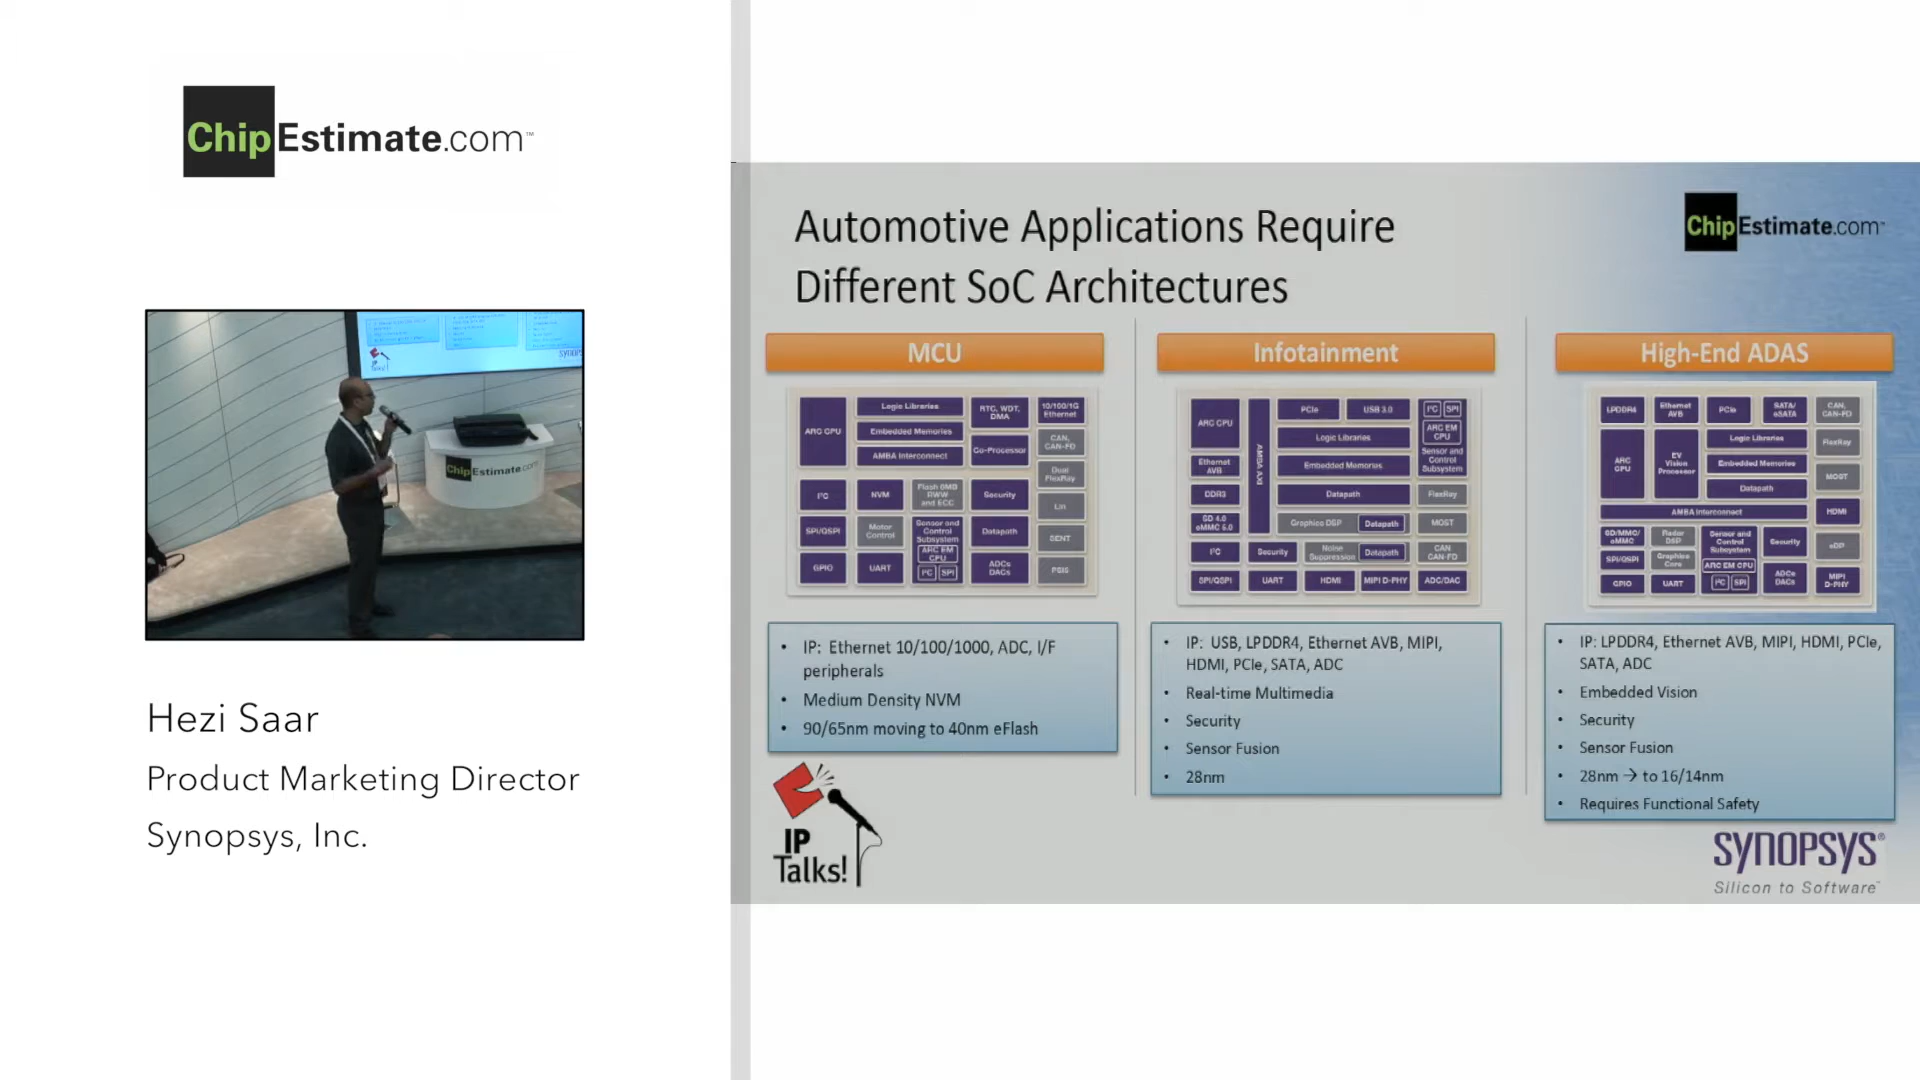 ChipEstimate.com™
ChipEstimate.com
IP
Talks!
Hezi Saar
Product Marketing Director
Synopsys, Inc.
Automotive Applications Require
Different SoC Architectures
ChipEstimate.com
MCU
ARC CPU
Logic Libraries
Embedded Memories
AMBA Interconnect
RTC, WDT,
DMA
Co-Processor
10/100/1G
Ethernet
CAN,
CAN-FD
Dual
FlexRay
Lin
SENT
PSI5
I²C
NVM
Flash 6MB
RWW
and ECC
Security
SPI/QSPI
Motor
Control
Sensor and
Control
Subsystem
ARC EM
CPU
I²C SPI
Datapath
GPIO
UART
ADCs
DACs
• IP: Ethernet 10/100/1000, ADC, I/F
peripherals
• Medium Density NVM
• 90/65nm moving to 40nm eFlash
Infotainment
ARC CPU
AMBA AXI
PCIe
USB 3.0
I²C SPI
ARC EM
CPU
Sensor and
Control
Subsystem
Logic Libraries
Ethernet
AVB
Embedded Memories
DDR3
Datapath
FlexRay
SD 4.0
eMMC 5.0
Graphics DSP
Datapath
MOST
I²C
Security
Noise
Suppression
Datapath
CAN
CAN-FD
SPI/QSPI
UART
HDMI
MIPI D-PHY
ADC/DAC
• IP: USB, LPDDR4, Ethernet AVB, MIPI,
HDMI, PCIe, SATA, ADC
• Real-time Multimedia
• Security
• Sensor Fusion
• 28nm
High-End ADAS
LPDDR4
Ethernet
AVB
PCIe
SATA/
eSATA
CAN,
CAN-FD
ARC
CPU
EV
Vision
Processor
Logic Libraries
Embedded Memories
Datapath
FlexRay
MOST
AMBA Interconnect
HDMI
SD/MMC/
eMMC
Radar
DSP
Sensor and
Control
Subsystem
ARC EM CPU
I²C SPI
Security
eDP
SPI/QSPI
Graphics
Core
ADCs
DACs
MIPI
D-PHY
GPIO
UART
• IP: LPDDR4, Ethernet AVB, MIPI, HDMI, PCIe,
SATA, ADC
• Embedded Vision
• Security
• Sensor Fusion
• 28nm → to 16/14nm
• Requires Functional Safety
IP
Talks!
SYNOPSYS®
Silicon to Software™